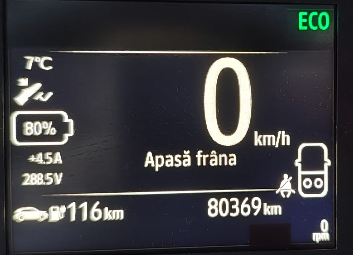 ECO
7°C
0 km/h
80%
+4.5A
288.5V
Apasă frâna
116km
80369km
0
rpm